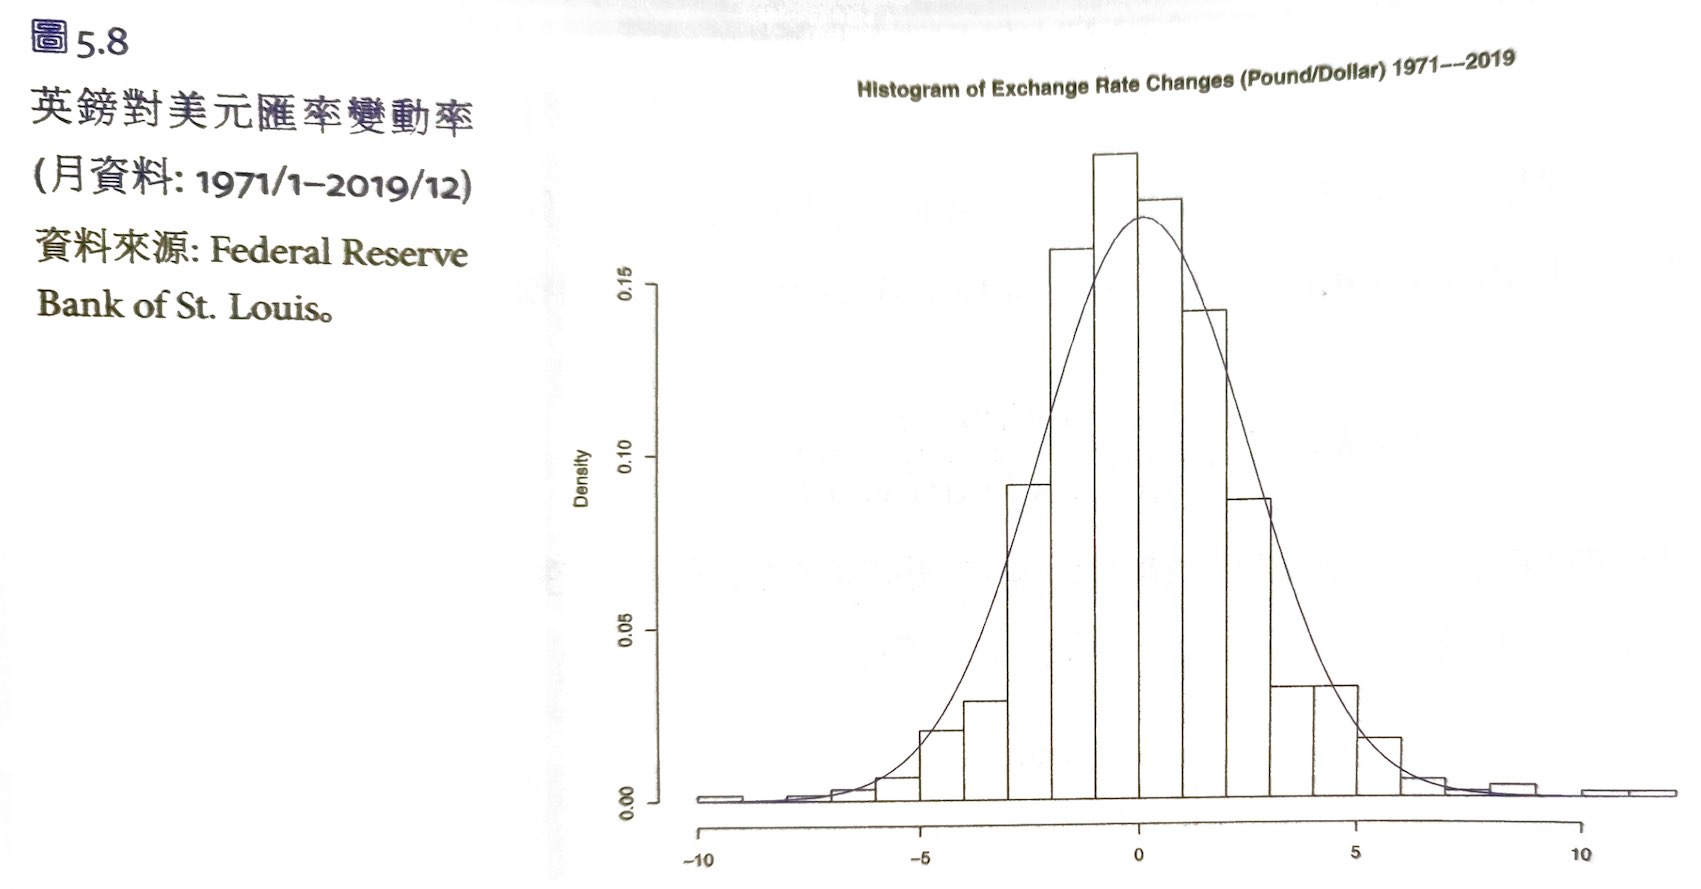 圖 5.8
英鎊對美元匯率變動率
(月資料: 1971/1–2019/12)
資料來源: Federal Reserve
Bank of St. Louis。
Histogram of Exchange Rate Changes (Pound/Dollar) 1971––2019
Density
0.15
0.10
0.05
0.00
–10
–5
0
5
10